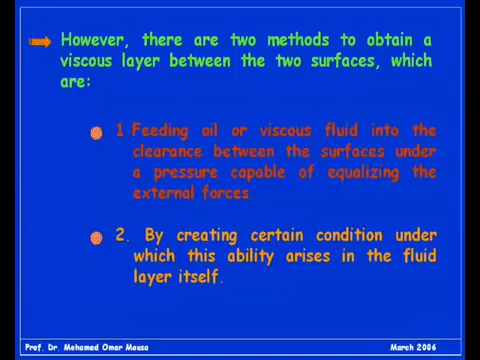 However, there are two methods to obtain a
viscous layer between the two surfaces, which
are:
1 Feeding oil or viscous fluid into the
clearance between the surfaces under
a pressure capable of equalizing the
external forces
2. By creating certain condition under
which this ability arises in the fluid
layer itself.
Prof. Dr. Mohamed Omar Mousa
March 2006